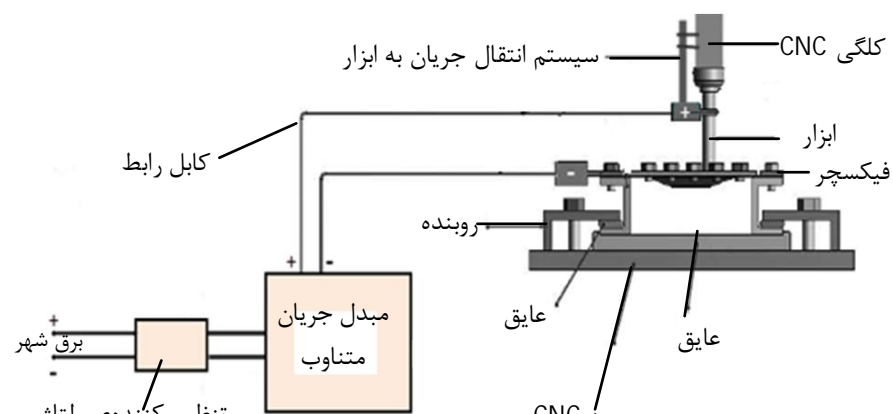 کلگی CNC
سیستم انتقال جریان به ابزار
+
ابزار
کابل رابط
-
فیکسچر
روبنده
+ -
عایق
عایق
مبدل جریان
متناوب
+
برق شهر
-
CNC